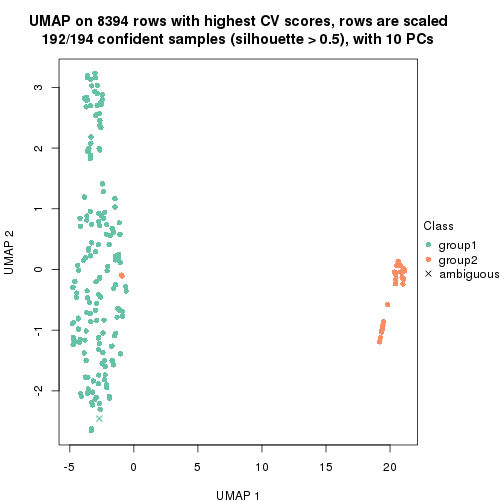 UMAP on 8394 rows with highest CV scores, rows are scaled
192/194 confident samples (silhouette > 0.5), with 10 PCs
3
2
1
0
-1
-2
UMAP 2
-5 0 5 10 15 20
UMAP 1
Class
group1
group2
ambiguous